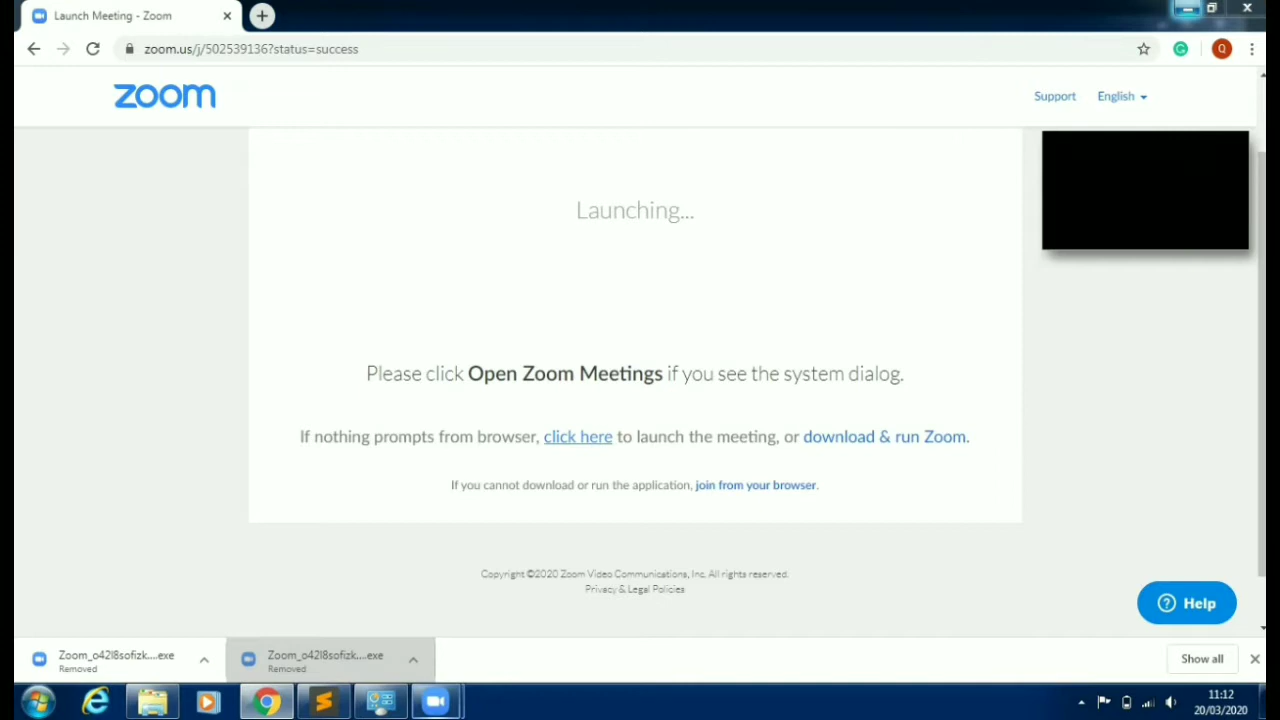 Launch Meeting - Zoom
zoom.us/j/502539136?status=success
Q
zoom
Support
English
Launching...
Please click Open Zoom Meetings if you see the system dialog.
If nothing prompts from browser, click here to launch the meeting, or download & run Zoom.
If you cannot download or run the application, join from your browser.
Copyright ©2020 Zoom Video Communications, Inc. All rights reserved.
Privacy & Legal Policies
Help
Zoom_o42l8sofizk....exe
Removed
Zoom_o42l8sofizk....exe
Removed
Show all
11:12
20/03/2020